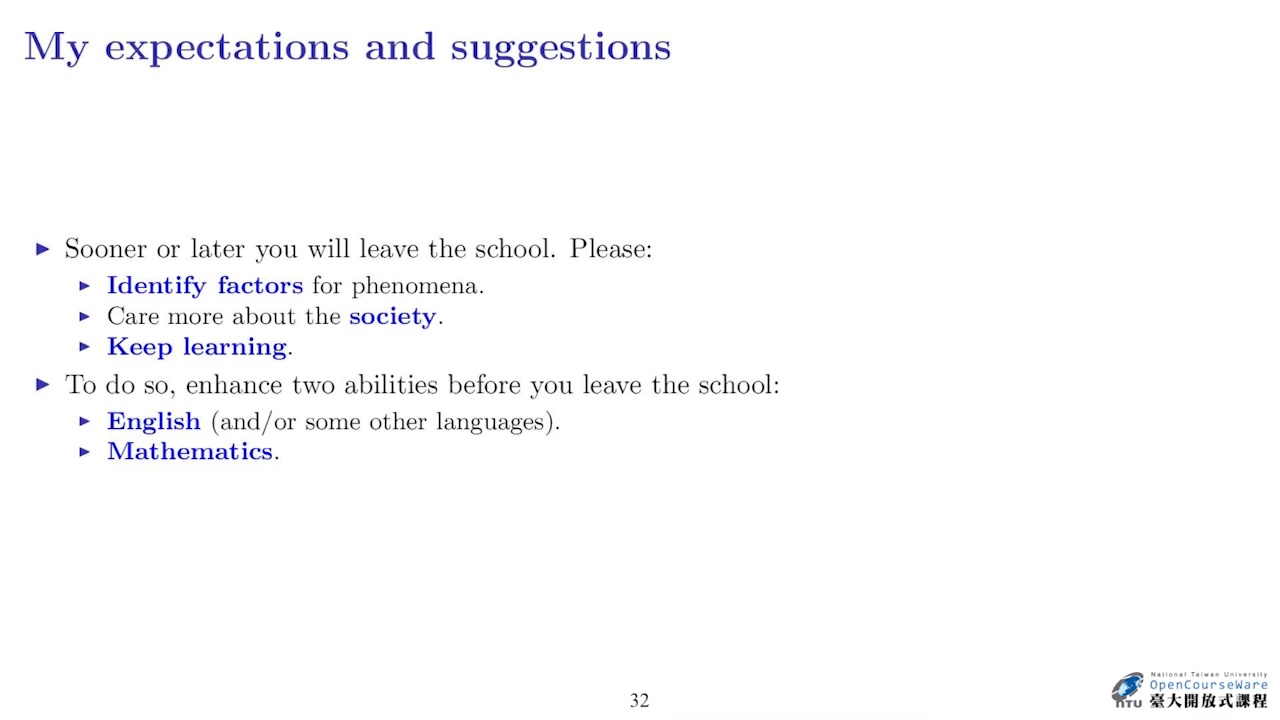 My expectations and suggestions
Sooner or later you will leave the school. Please:
Identify factors for phenomena.
Care more about the society.
Keep learning.
To do so, enhance two abilities before you leave the school:
English (and/or some other languages).
Mathematics.
32
National Taiwan University
OpenCourseWare
NTU 臺大開放式課程